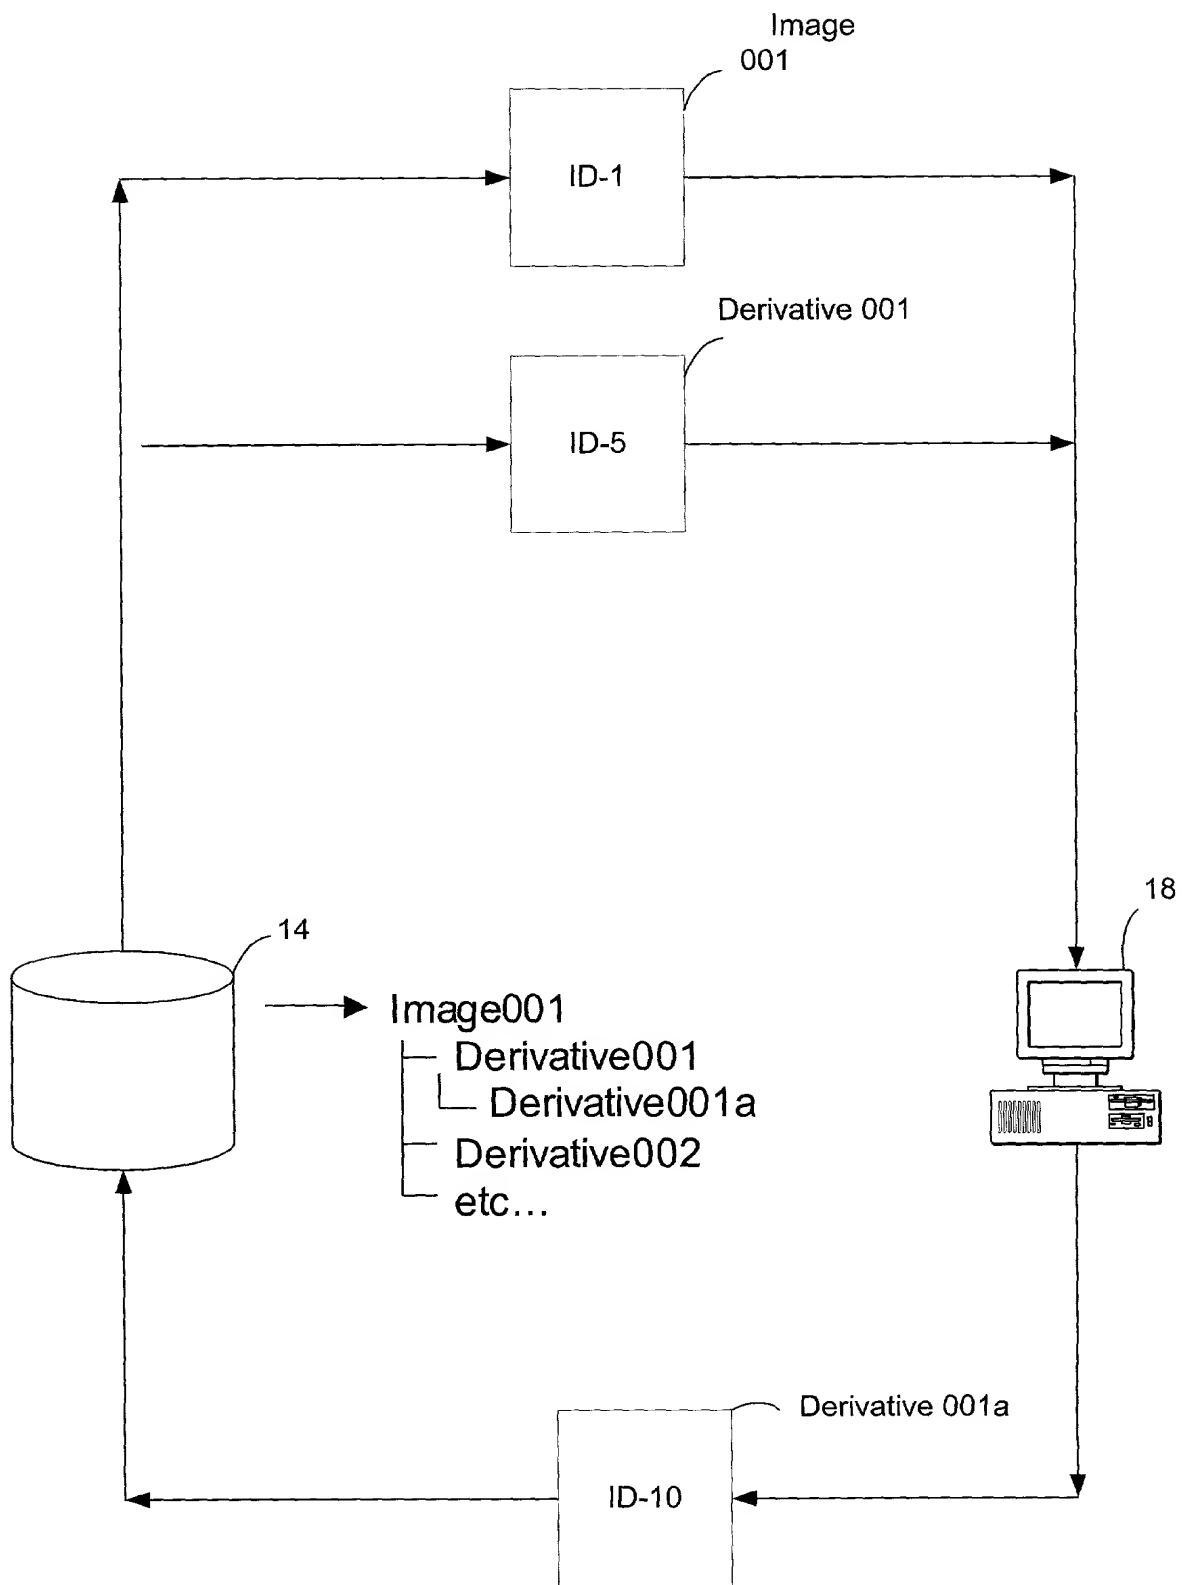 Image
001
ID-1
Derivative 001
ID-5
18
14
Image001
Derivative001
Derivative001a
Derivative002
etc...
Derivative 001a
ID-10